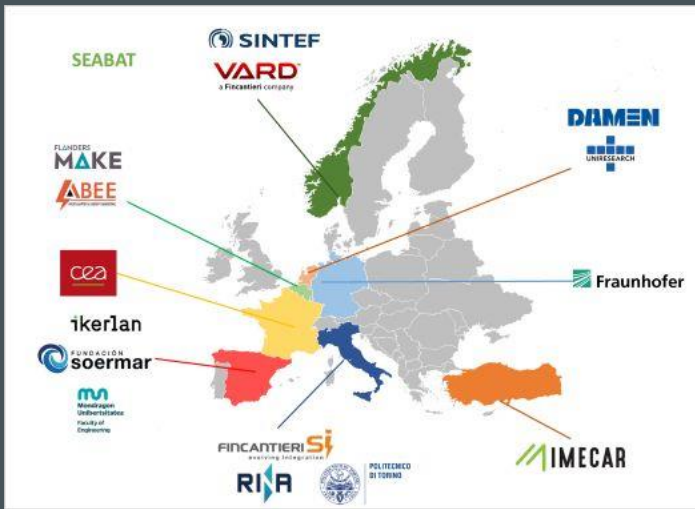 SEABAT
SINTEF
VARD
a Fincantieri company
DAMEN
UNIRESEARCH
FLANDERS
MAKE
ABEE
cea
Fraunhofer
ikerlan
FUNDACIÓN
soermar
mu
Mondragon
Unibertsitatea
Faculty of
Engineering
FINCANTIERI Si
evolving integration
RINA
POLITECNICO
DI TORINO
IMECAR